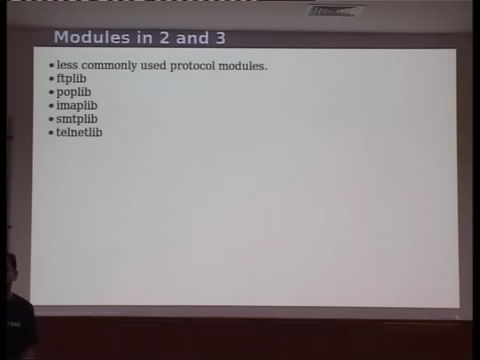 Modules in 2 and 3
• less commonly used protocol modules.
• ftplib
• poplib
• imaplib
• smtplib
• telnetlib